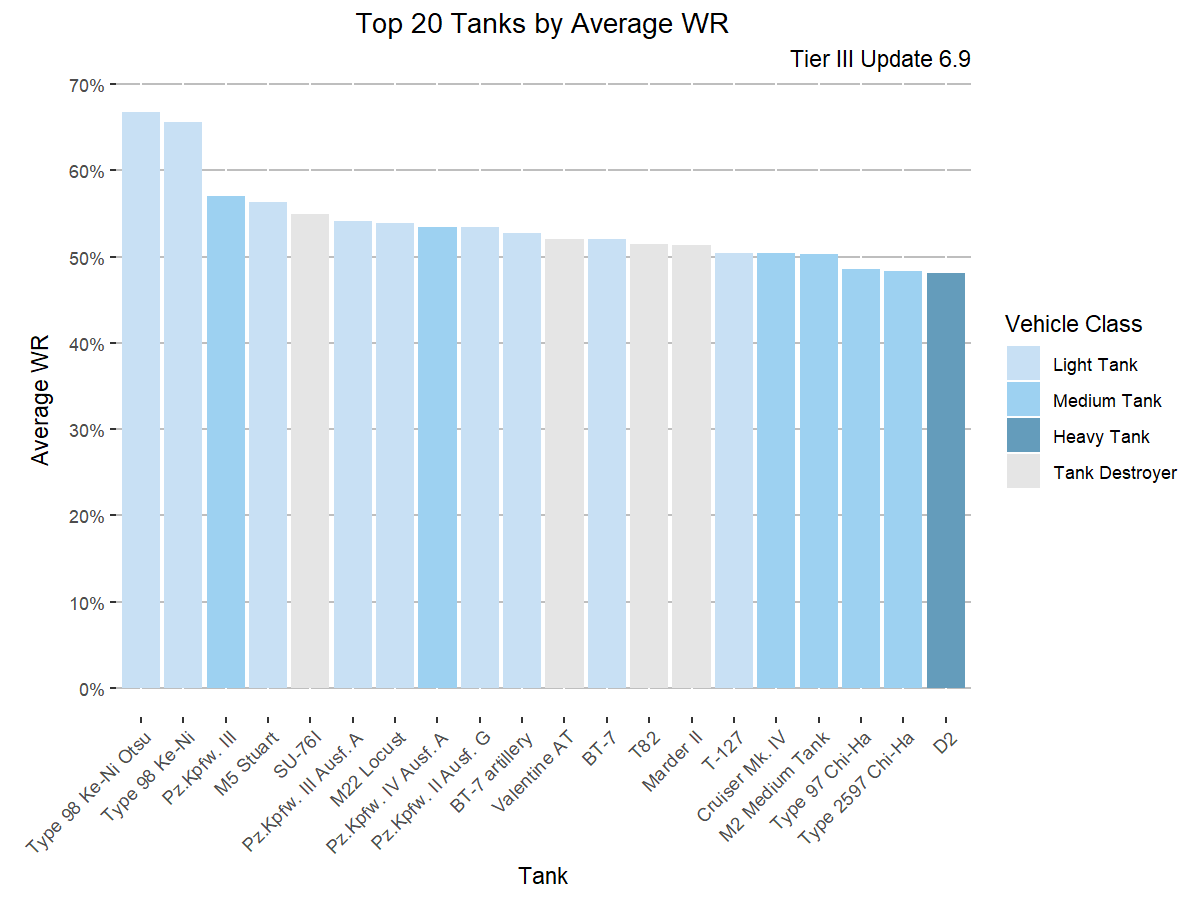 Top 20 Tanks by Average WR
Tier III Update 6.9
70%
60%
50%
40%
30%
20%
10%
0%
Average WR
Type 98 Ke-Ni Otsu
Type 98 Ke-Ni
Pz.Kpfw. III
M5 Stuart
SU-76I
Pz.Kpfw. III Ausf. A
M22 Locust
Pz.Kpfw. IV Ausf. A
Pz.Kpfw. II Ausf. G
BT-7 artillery
Valentine AT
BT-7
T82
Marder II
T-127
Cruiser Mk. IV
M2 Medium Tank
Type 97 Chi-Ha
Type 2597 Chi-Ha
D2
Tank
Vehicle Class
Light Tank
Medium Tank
Heavy Tank
Tank Destroyer